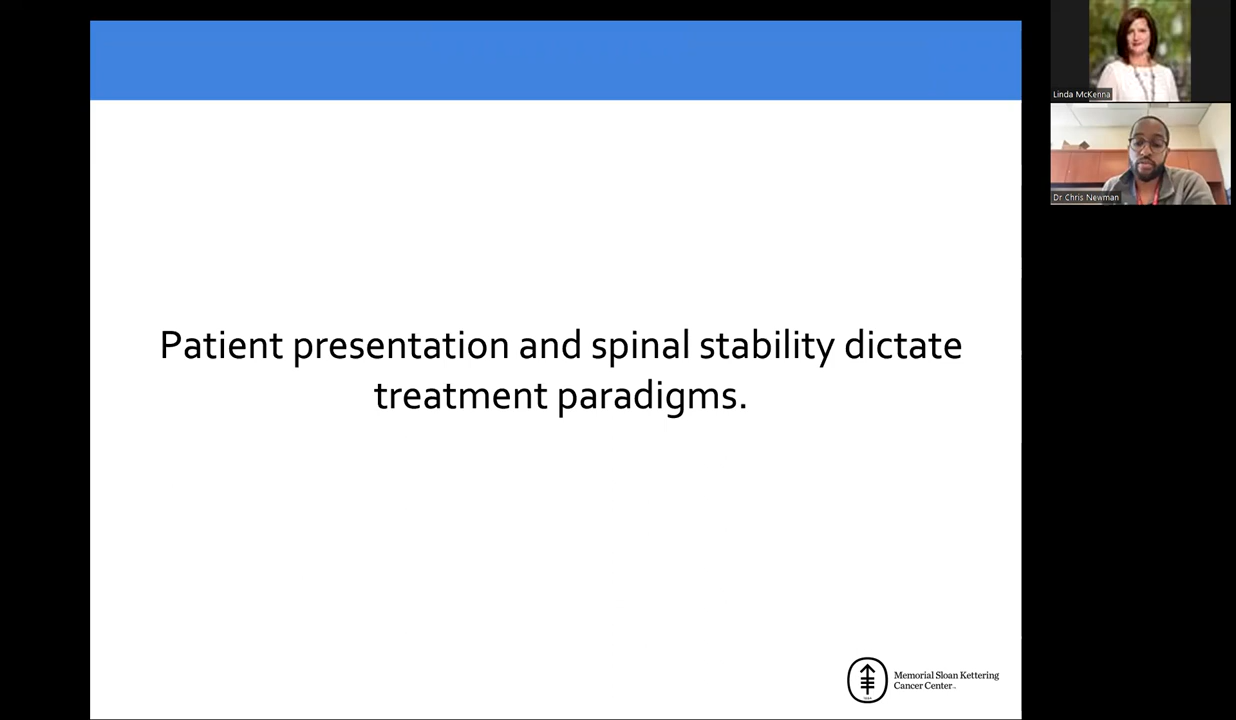 Patient presentation and spinal stability dictate
treatment paradigms.
Memorial Sloan Kettering
Cancer Center
Linda McKenna
Dr Chris Newman